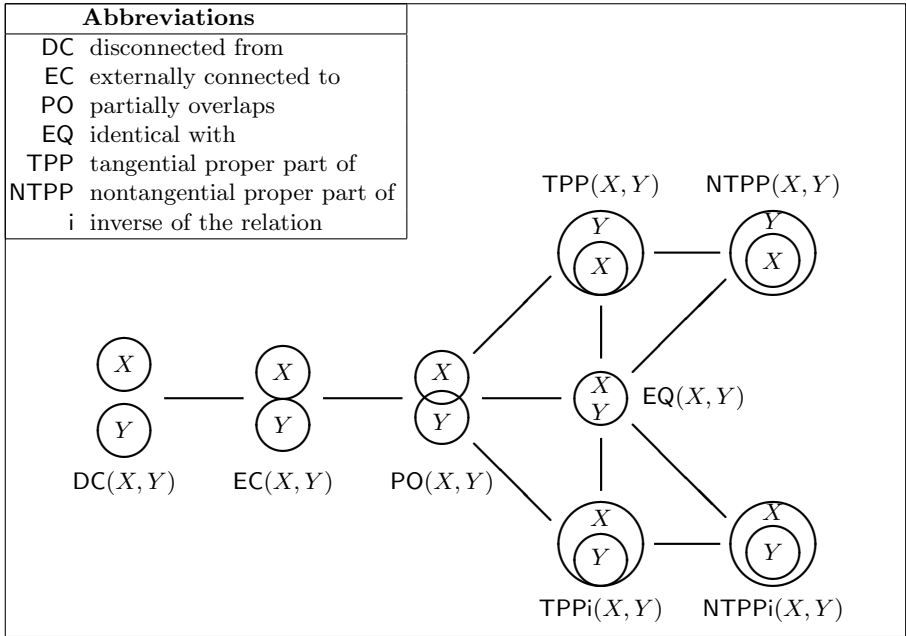 Abbreviations
DC disconnected from
EC externally connected to
PO partially overlaps
EQ identical with
TPP tangential proper part of
NTPP nontangential proper part of
i inverse of the relation
TPP(X, Y) NTPP(X, Y)
Y Y
X X
X X X X
Y Y Y Y
EQ(X, Y)
DC(X, Y) EC(X, Y) PO(X, Y)
X X
Y Y
TPPi(X, Y) NTPPi(X, Y)